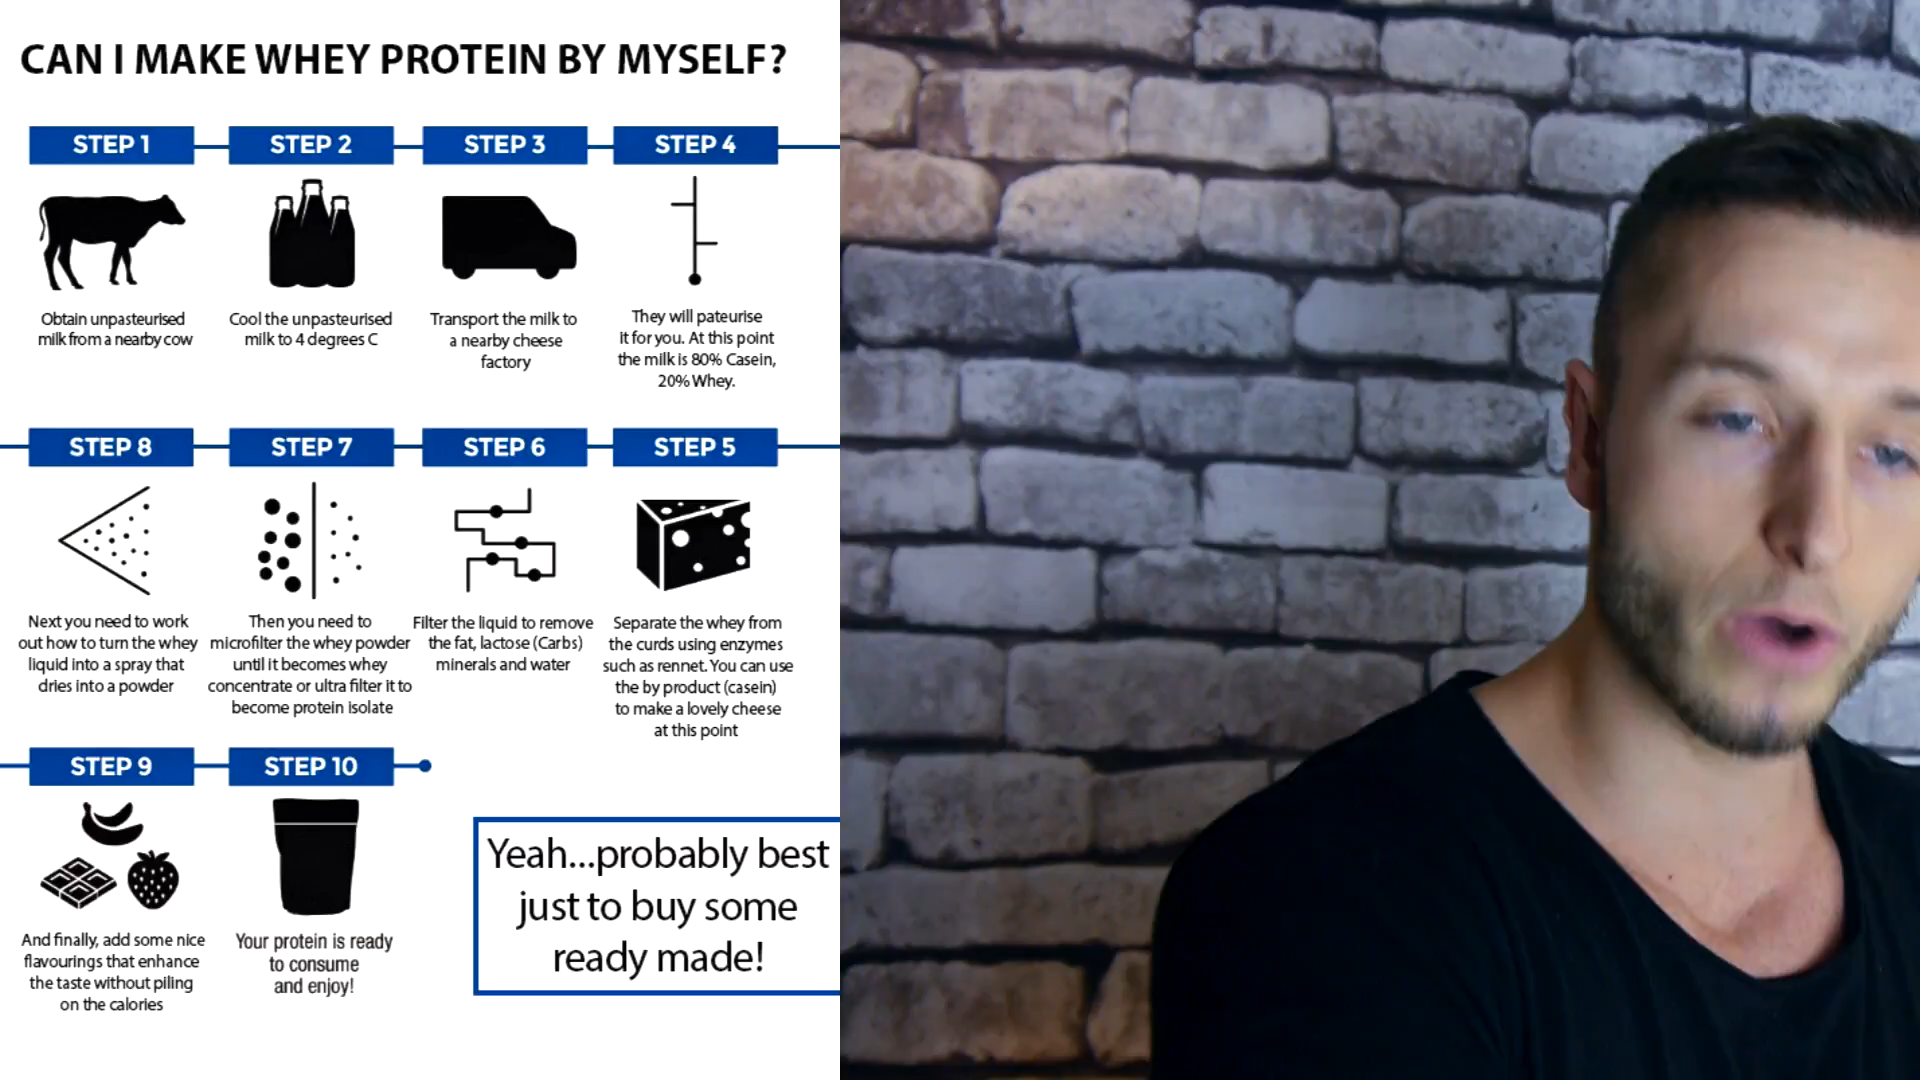 CAN I MAKE WHEY PROTEIN BY MYSELF?
STEP 1
Obtain unpasteurised
milk from a nearby cow
STEP 2
Cool the unpasteurised
milk to 4 degrees C
STEP 3
Transport the milk to
a nearby cheese
factory
STEP 4
They will pateurise
it for you. At this point
the milk is 80% Casein,
20% Whey.
STEP 5
Separate the whey from
the curds using enzymes
such as rennet. You can use
the by product (casein)
to make a lovely cheese
at this point
STEP 6
Filter the liquid to remove
the fat, lactose (Carbs)
minerals and water
STEP 7
Then you need to
microfilter the whey powder
until it becomes whey
concentrate or ultra filter it to
become protein isolate
STEP 8
Next you need to work
out how to turn the whey
liquid into a spray that
dries into a powder
STEP 9
And finally, add some nice
flavourings that enhance
the taste without piling
on the calories
STEP 10
Your protein is ready
to consume
and enjoy!
Yeah...probably best
just to buy some
ready made!